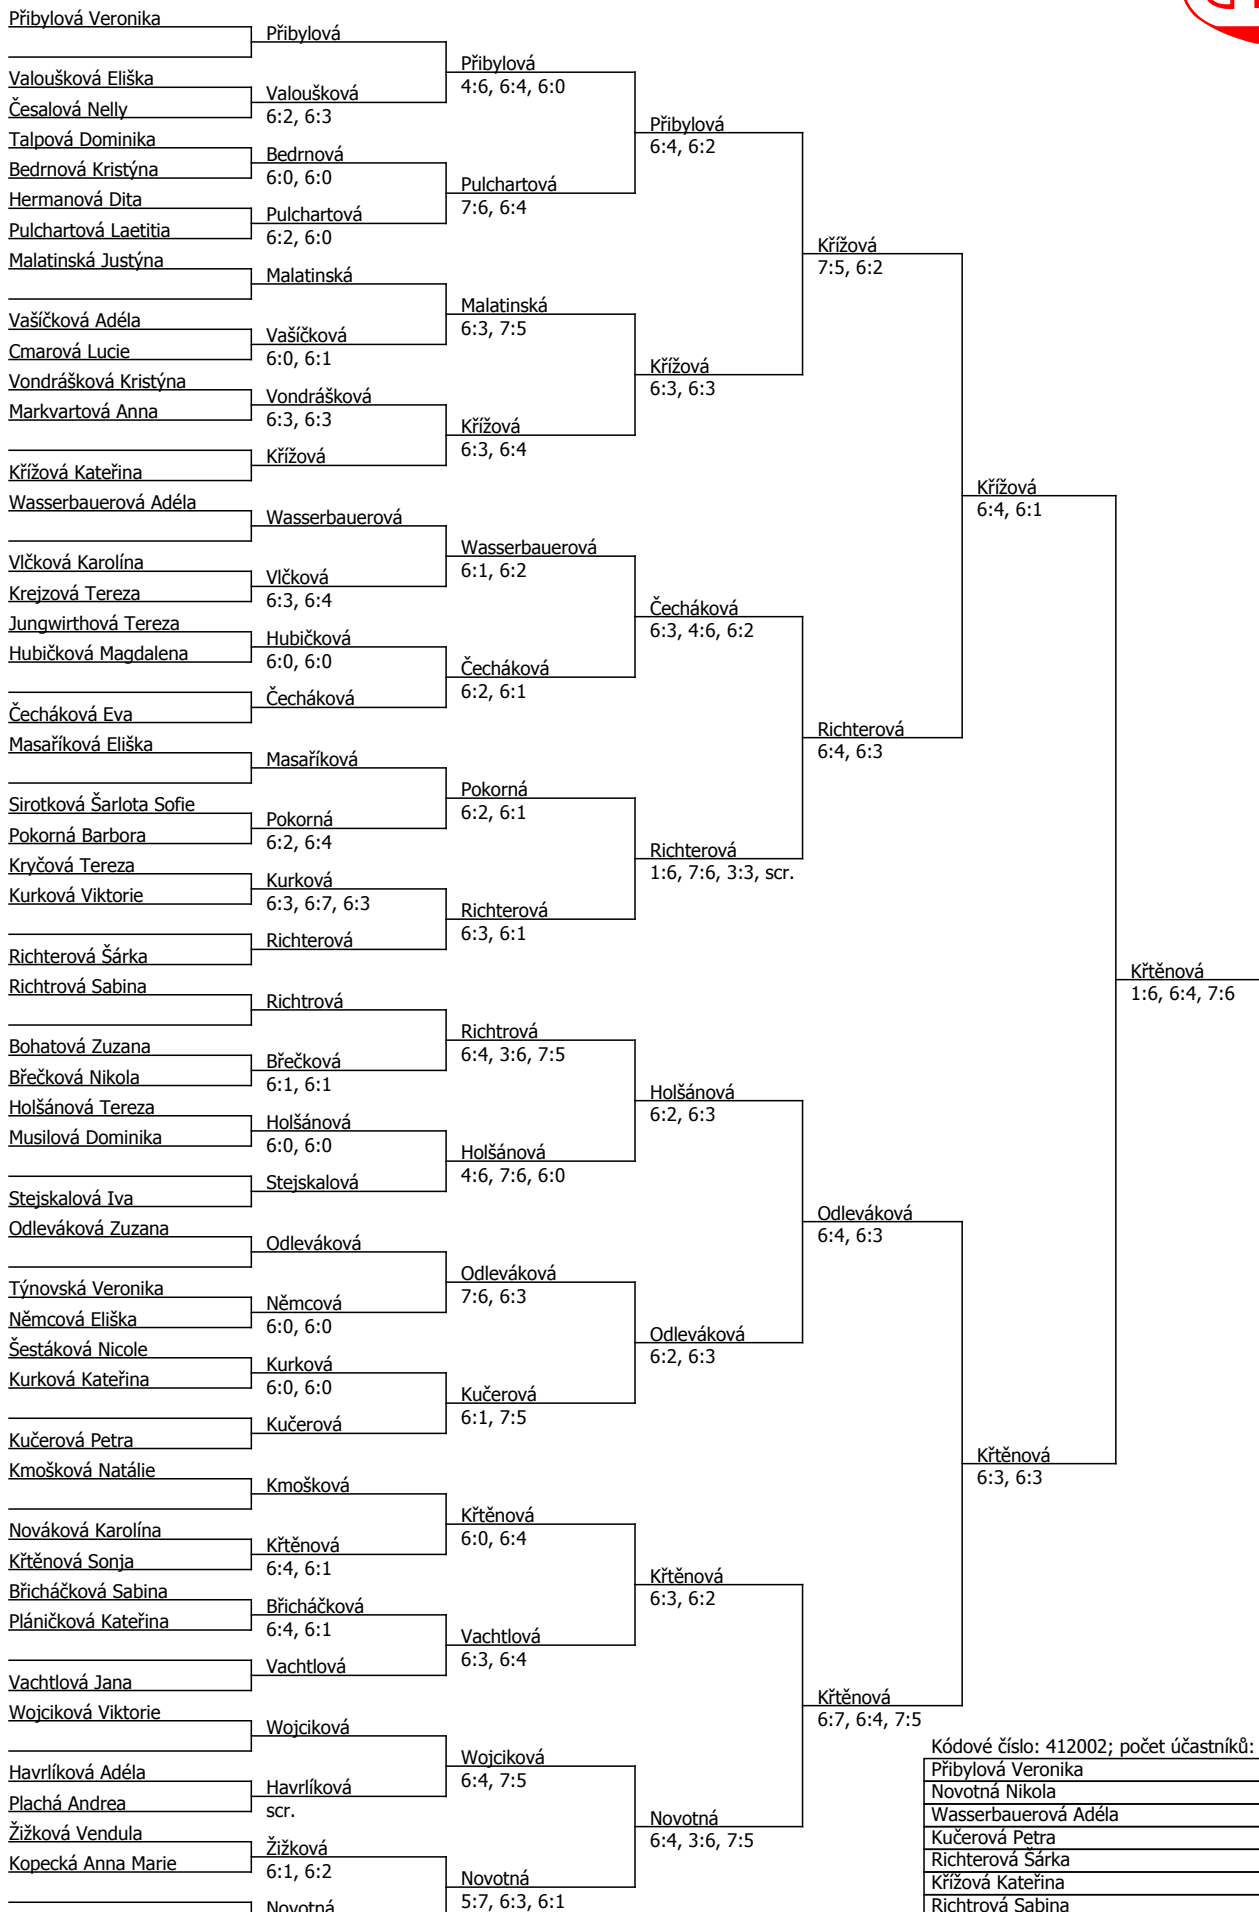 Přibylová Veronika
Valoušková Eliška
Česalová Nelly
Talpová Dominika
Bedrnová Kristýna
Hermanová Dita
Pulchartová Laetitia
Malatinská Justýna
Vašíčková Adéla
Cmarová Lucie
Vondrášková Kristýna
Markvartová Anna
Křížová Kateřina
Wasserbauerová Adéla
Vlčková Karolína
Krejzová Tereza
Jungwirthová Tereza
Hubičková Magdalena
Čecháková Eva
Masaříková Eliška
Sirotková Šarlota Sofie
Pokorná Barbora
Kryčová Tereza
Kurková Viktorie
Richterová Šárka
Richtrová Sabina
Bohatová Zuzana
Břečková Nikola
Holšánová Tereza
Musilová Dominika
Stejskalová Iva
Odleváková Zuzana
Týnovská Veronika
Němcová Eliška
Šestáková Nicole
Kurková Kateřina
Kučerová Petra
Kmošková Natálie
Nováková Karolína
Křtěnová Sonja
Břicháčková Sabina
Pláničková Kateřina
Vachtlová Jana
Wojciková Viktorie
Havrlíková Adéla
Plachá Andrea
Žižková Vendula
Kopecká Anna Marie
Přibylová
Valoušková
6:2, 6:3
Bedrnová
6:0, 6:0
Pulchartová
6:2, 6:0
Malatinská
Vašíčková
6:0, 6:1
Vondrášková
6:3, 6:3
Křížová
Wasserbauerová
Vlčková
6:3, 6:4
Hubičková
6:0, 6:0
Čecháková
Masaříková
Pokorná
6:2, 6:4
Kurková
6:3, 6:7, 6:3
Richterová
Richtrová
Břečková
6:1, 6:1
Holšánová
6:0, 6:0
Stejskalová
Odleváková
Němcová
6:0, 6:0
Kurková
6:0, 6:0
Kučerová
Kmošková
Křtěnová
6:4, 6:1
Břicháčková
6:4, 6:1
Vachtlová
Wojciková
Havrlíková
scr.
Žižková
6:1, 6:2
Novotná
Přibylová
4:6, 6:4, 6:0
Pulchartová
7:6, 6:4
Malatinská
6:3, 7:5
Křížová
6:3, 6:4
Wasserbauerová
6:1, 6:2
Čecháková
6:2, 6:1
Pokorná
6:2, 6:1
Richterová
6:3, 6:1
Richtrová
6:4, 3:6, 7:5
Holšánová
4:6, 7:6, 6:0
Odleváková
7:6, 6:3
Kučerová
6:1, 7:5
Křtěnová
6:0, 6:4
Vachtlová
6:3, 6:4
Wojciková
6:4, 7:5
Novotná
5:7, 6:3, 6:1
Přibylová
6:4, 6:2
Křížová
6:3, 6:3
Čecháková
6:3, 4:6, 6:2
Richterová
1:6, 7:6, 3:3, scr.
Holšánová
6:2, 6:3
Odleváková
6:2, 6:3
Křtěnová
6:3, 6:2
Novotná
6:4, 3:6, 7:5
Křížová
7:5, 6:2
Richterová
6:4, 6:3
Odleváková
6:4, 6:3
Křtěnová
6:7, 6:4, 7:5
Křížová
6:4, 6:1
Křtěnová
6:3, 6:3
Křtěnová
1:6, 6:4, 7:6
Kódové číslo: 412002; počet účastníků:
Přibylová Veronika
Novotná Nikola
Wasserbauerová Adéla
Kučerová Petra
Richterová Šárka
Křížová Kateřina
Richtrová Sabina